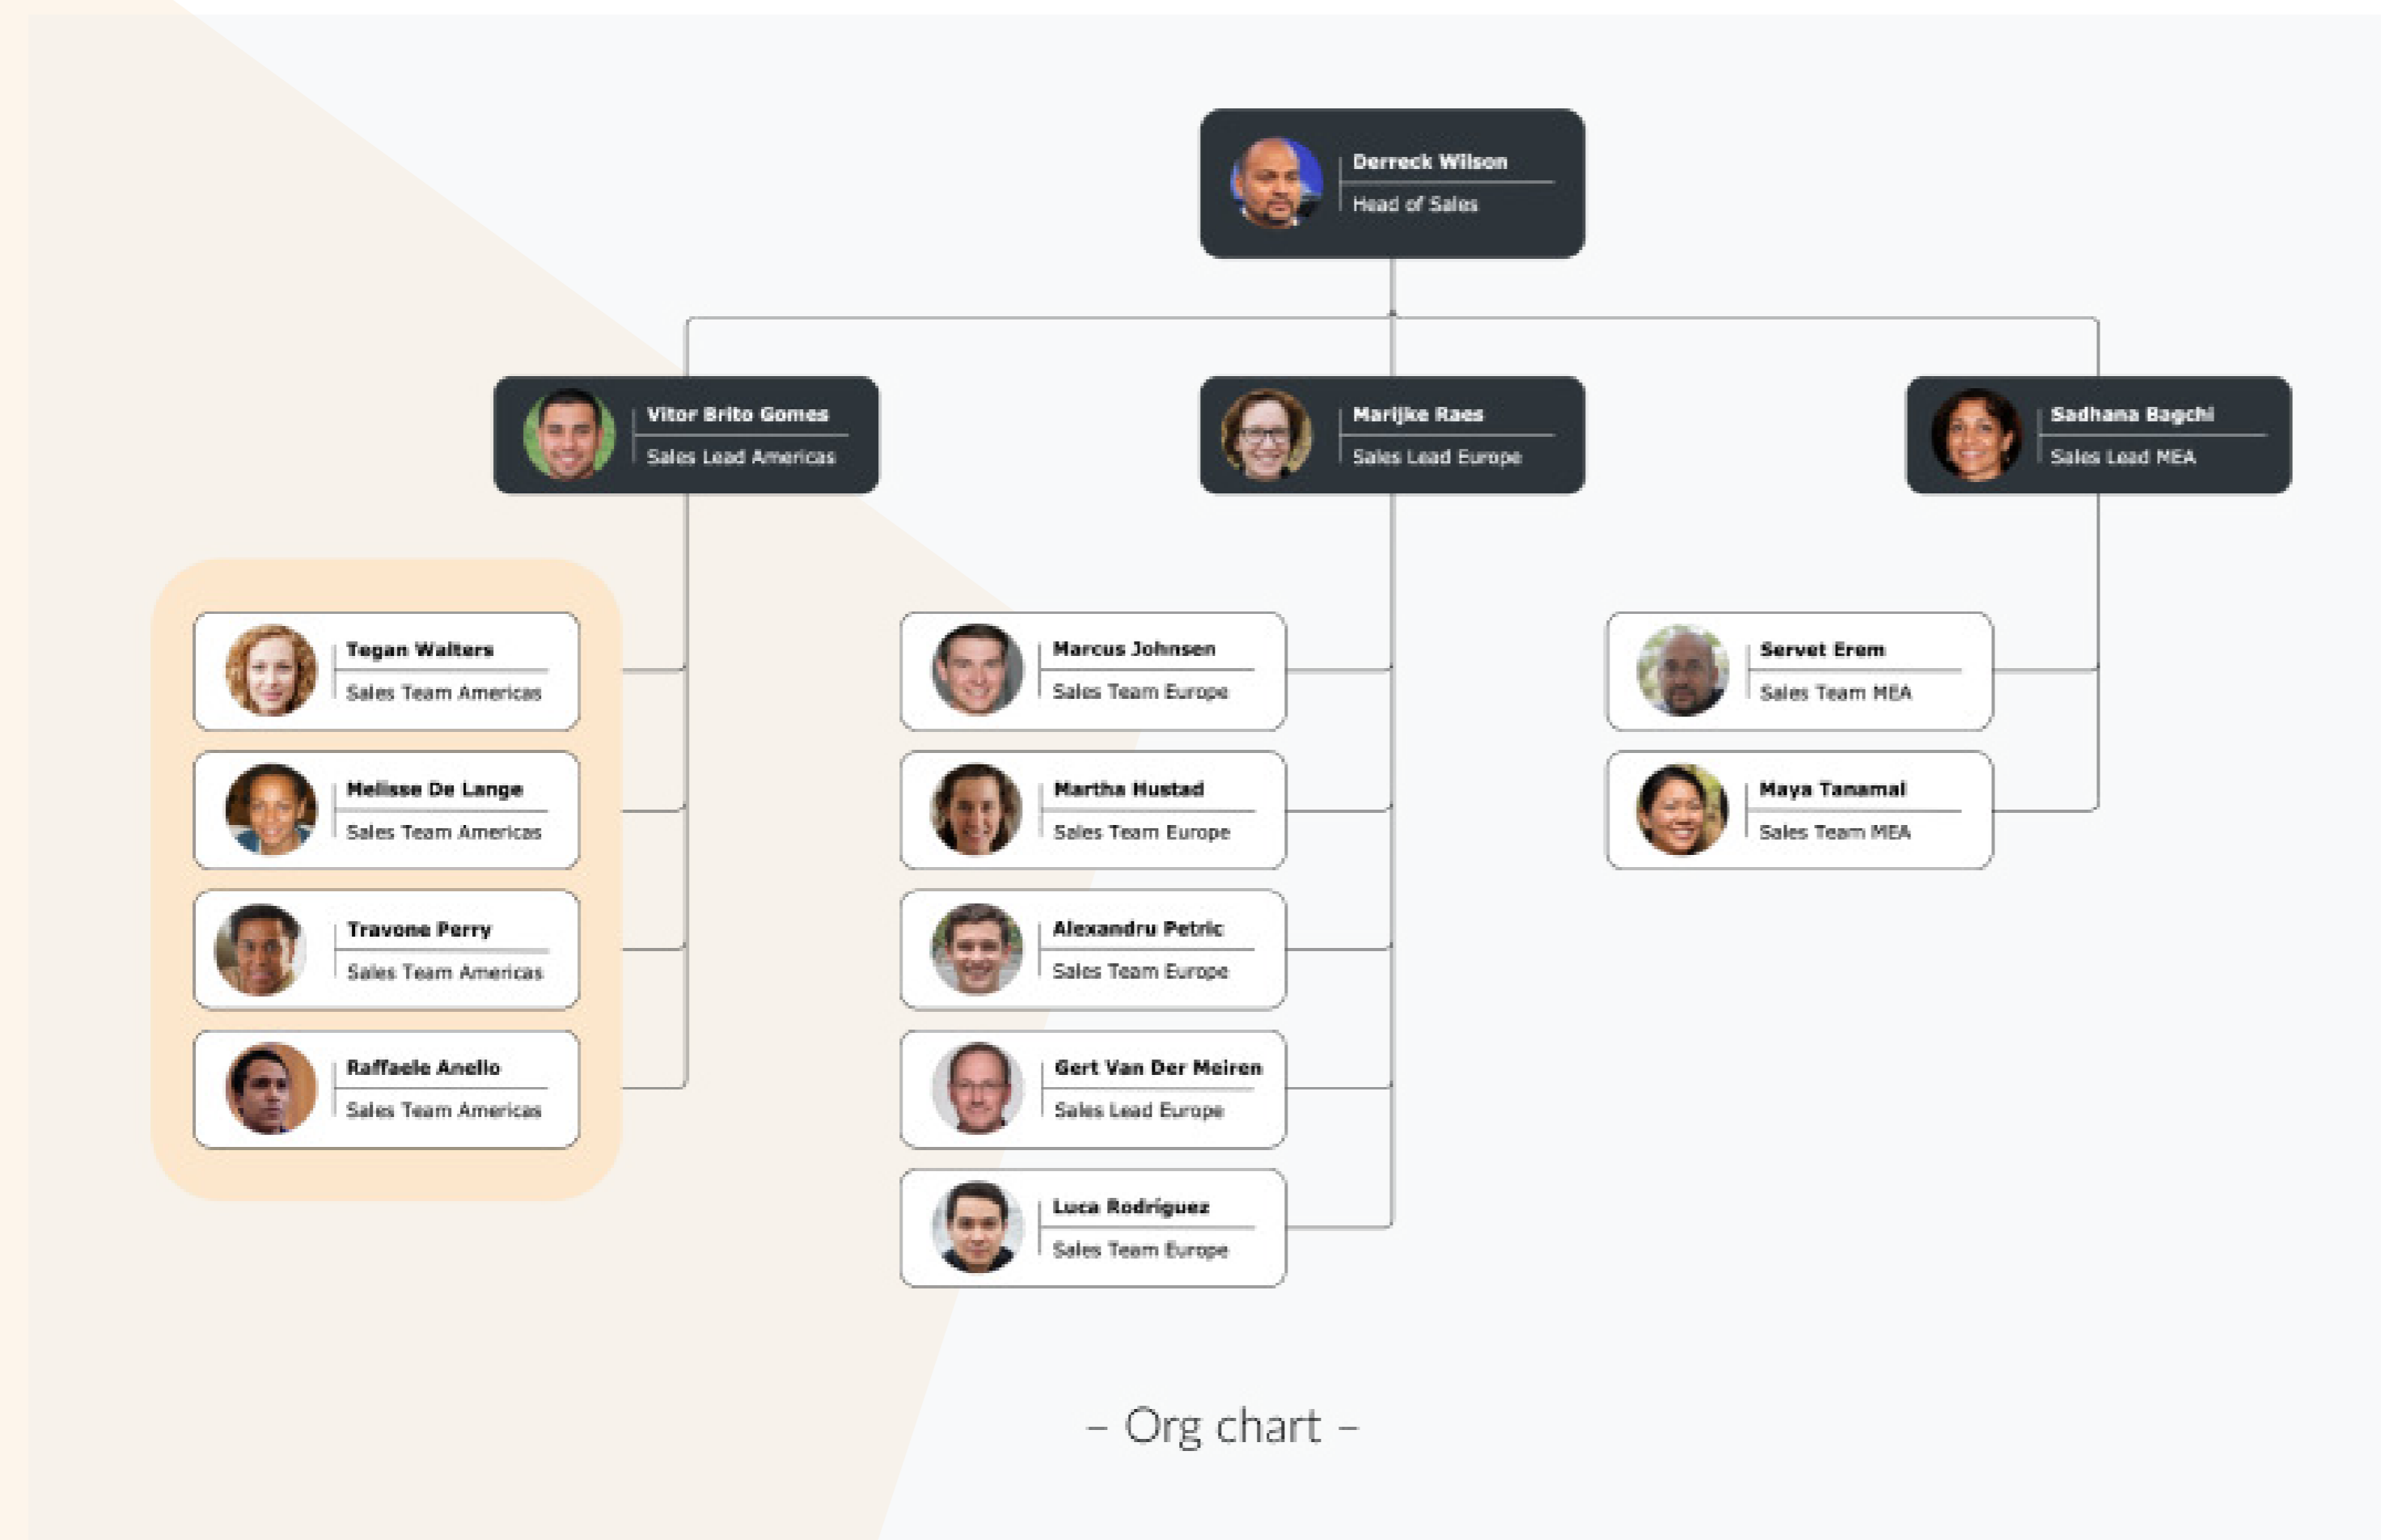 Derreck Wilson
Head of Sales
Vitor Brito Gomes
Sales Lead Americas
Marijke Raes
Sales Lead Europe
Sadhana Bagchi
Sales Lead MEA
Tegan Walters
Sales Team Americas
Melisse De Lange
Sales Team Americas
Travone Perry
Sales Team Americas
Raffaele Anello
Sales Team Americas
Marcus Johnsen
Sales Team Europe
Martha Hustad
Sales Team Europe
Alexandru Petric
Sales Team Europe
Gert Van Der Meiren
Sales Lead Europe
Luca Rodríguez
Sales Team Europe
Servet Erem
Sales Team MEA
Maya Tanamal
Sales Team MEA
– Org chart –